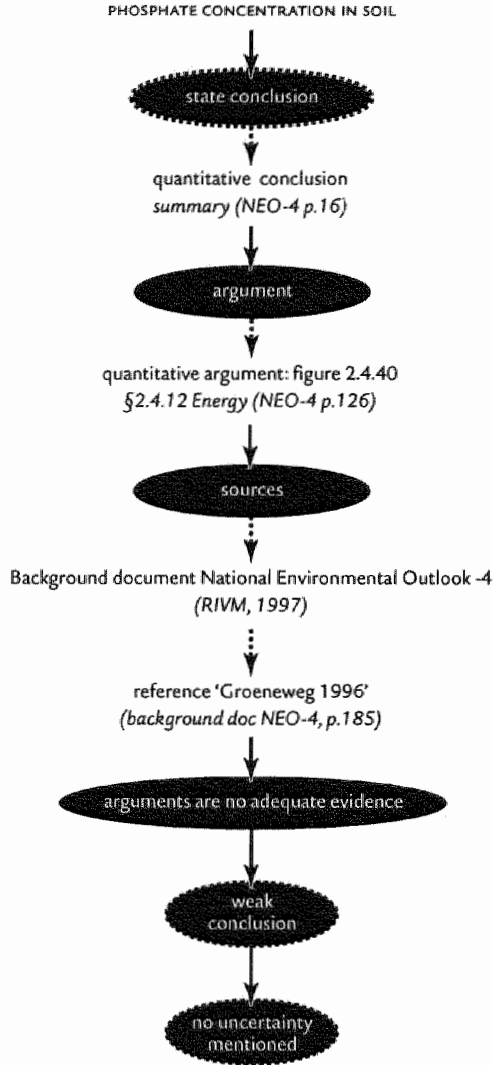 PHOSPHATE CONCENTRATION IN SOIL
state conclusion
quantitative conclusion
summary (NEO-4 p.16)
argument
quantitative argument: figure 2.4.40
§2.4.12 Energy (NEO-4 p.126)
sources
Background document National Environmental Outlook -4
(RIVM, 1997)
reference ‘Groeneweg 1996’
(background doc NEO-4, p.185)
arguments are no adequate evidence
weak
conclusion
no uncertainty
mentioned